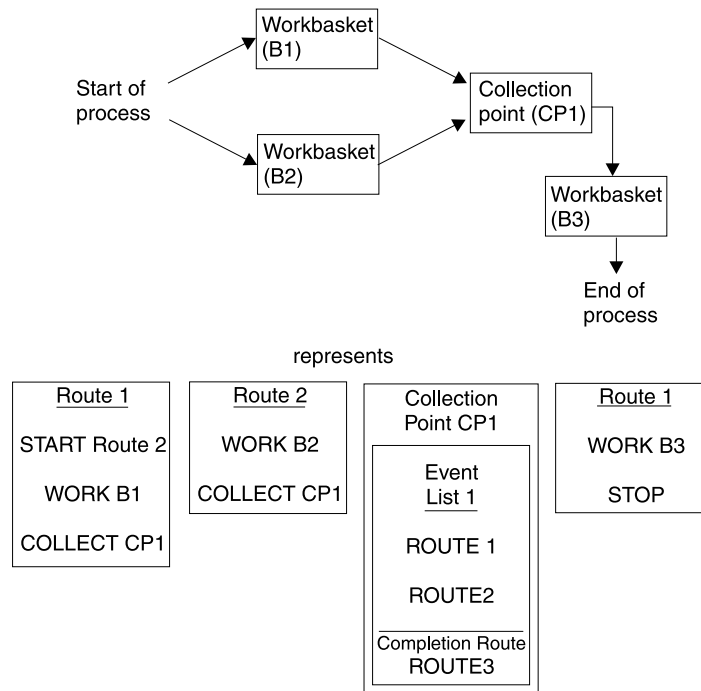 Workbasket
(B1)
Start of
process
Collection
point (CP1)
Workbasket
(B2)
Workbasket
(B3)
End of
process
represents
Route 1
START Route 2
WORK B1
COLLECT CP1
Route 2
WORK B2
COLLECT CP1
Collection
Point CP1
Event
List 1
ROUTE 1
ROUTE2
Completion Route
ROUTE3
Route 1
WORK B3
STOP